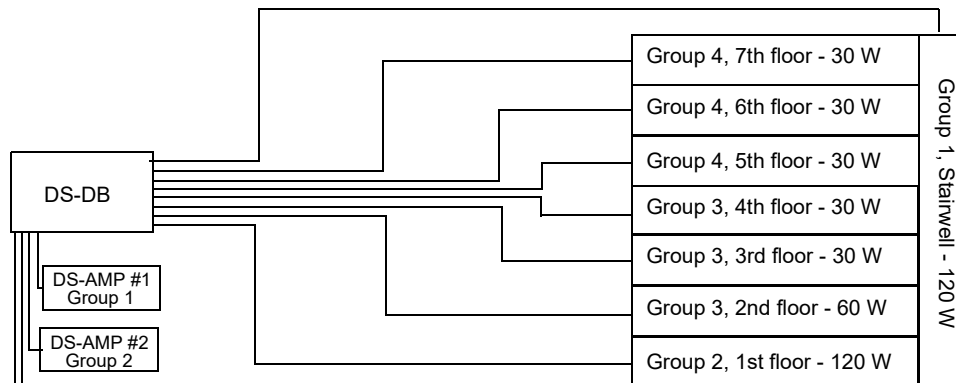 Group 4, 7th floor - 30 W
Group 4, 6th floor - 30 W
Group 4, 5th floor - 30 W
Group 3, 4th floor - 30 W
Group 3, 3rd floor - 30 W
Group 3, 2nd floor - 60 W
Group 2, 1st floor - 120 W
Group 1, Stairwell - 120 W
DS-DB
DS-AMP #1
Group 1
DS-AMP #2
Group 2